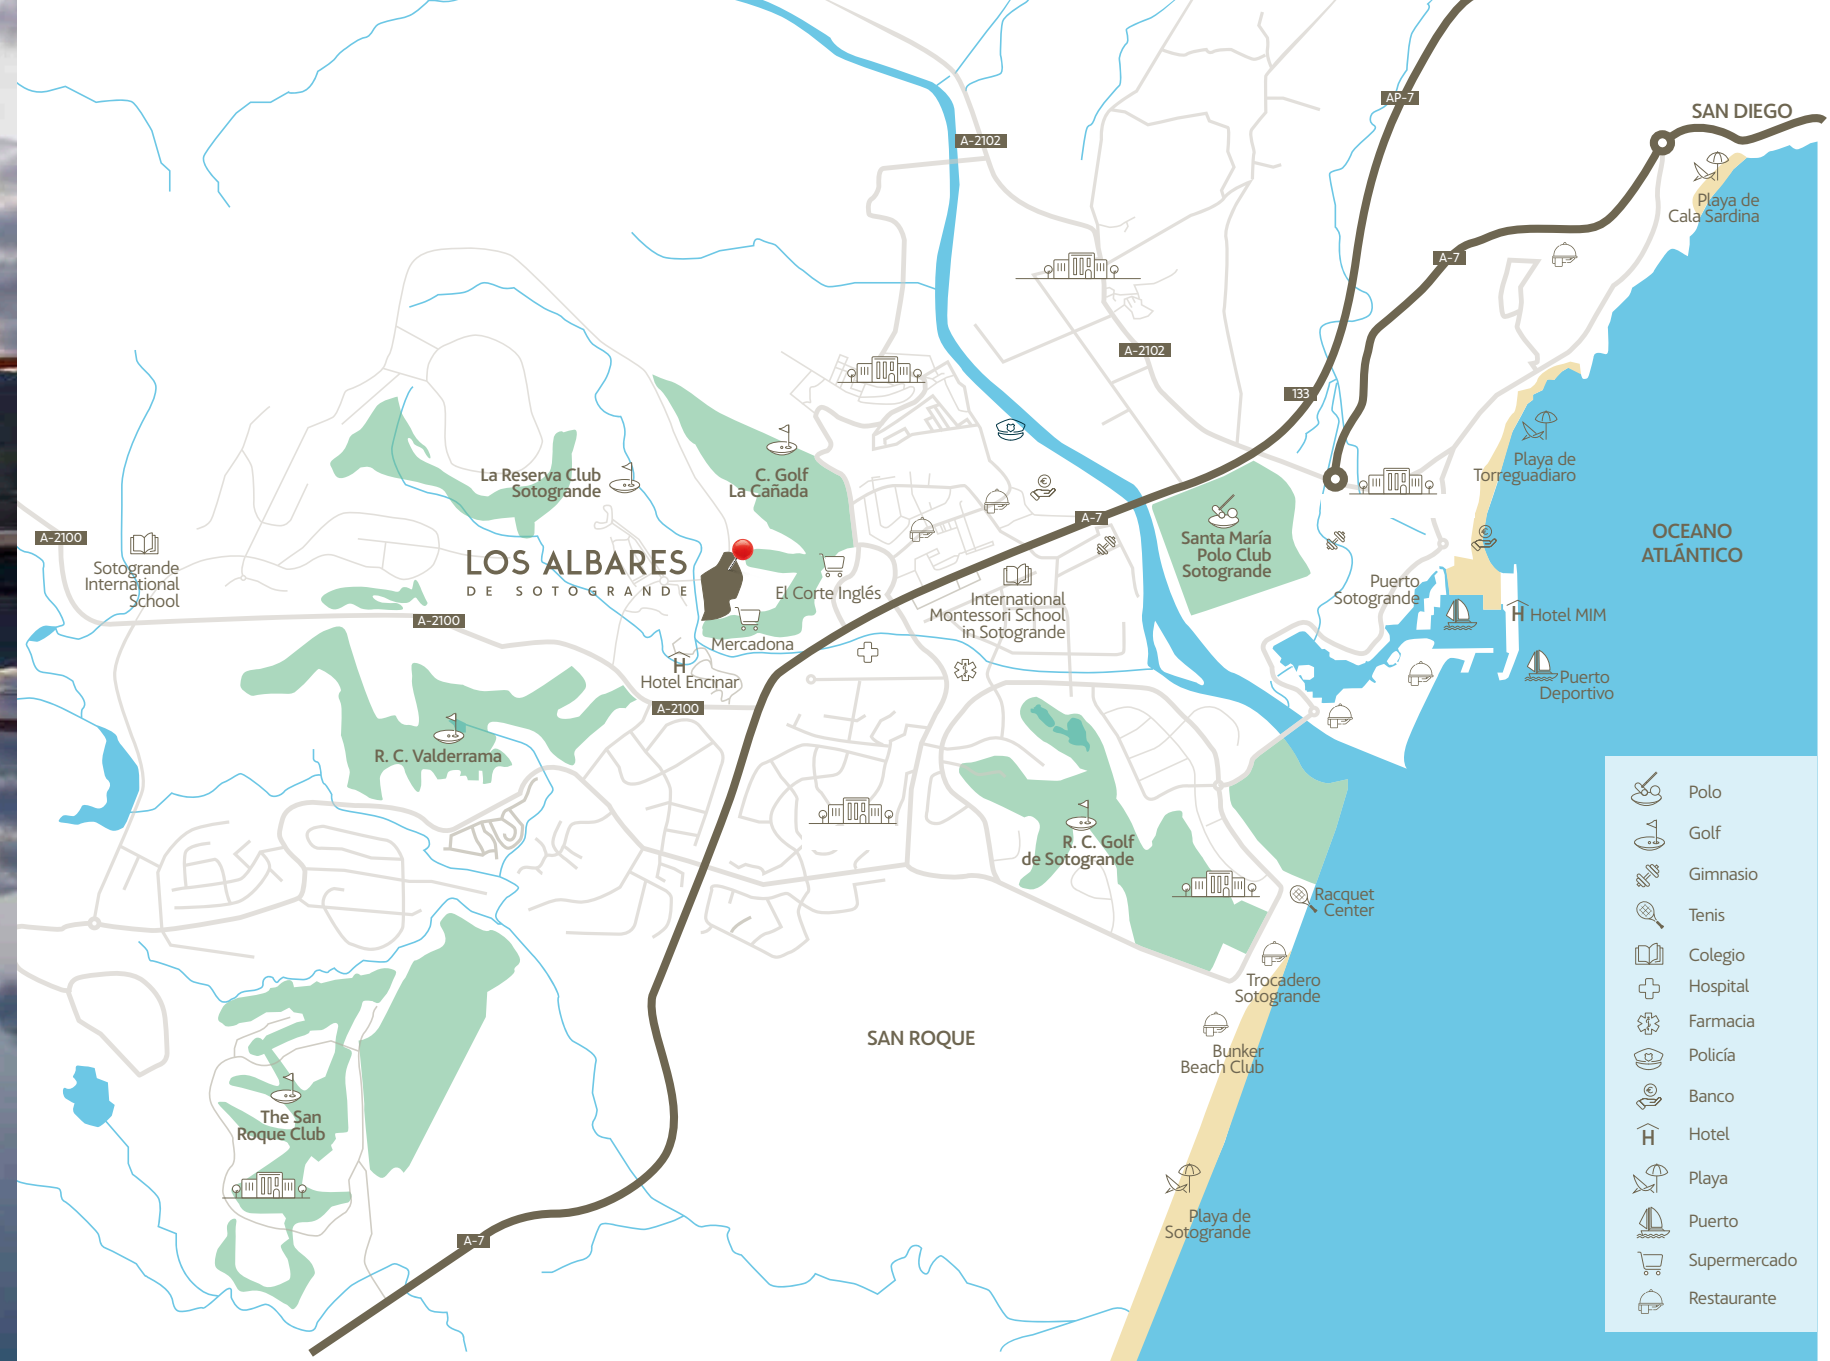 AP-7
SAN DIEGO
A-2102
Playa de
Cala Sardina
A-7
A-2102
133
La Reserva Club
Sotogrande
C. Golf
La Cañada
Playa de
Torreguadiaro
A-7
OCEANO
ATLÁNTICO
A-2100
Sotogrande
International
School
LOS ALBARES
DE SOTOGRANDE
El Corte Inglés
Santa María
Polo Club
Sotogrande
International
Montessori School
in Sotogrande
Puerto
Sotogrande
Hotel MIM
A-2100
Mercadona
Hotel Encinar
A-2100
Puerto
Deportivo
R. C. Valderrama
R. C. Golf
de Sotogrande
Racquet
Center
Trocadero
Sotogrande
SAN ROQUE
Bunker
Beach Club
The San
Roque Club
Playa de
Sotogrande
A-7
Polo
Golf
Gimnasio
Tenis
Colegio
Hospital
Farmacia
Policía
Banco
Hotel
Playa
Puerto
Supermercado
Restaurante